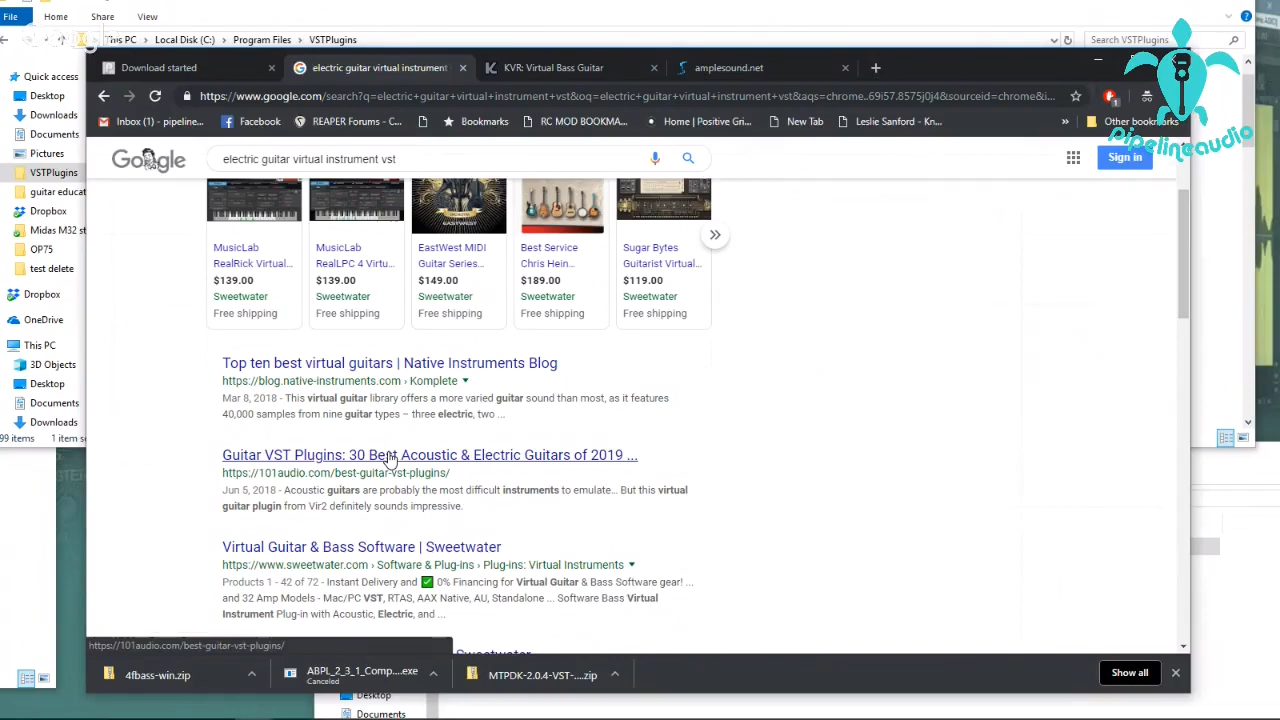 File Home Share View
This PC Local Disk (C:) Program Files VSTPlugins Search VSTPlugins
Download started electric guitar virtual instrument KVR: Virtual Bass Guitar amplesound.net
https://www.google.com/search?q=electric+guitar+virtual+instrument+vst&oq=electric+guitar+virtual+instrument+vst&aqs=chrome..69i57.8575j0j4&sourceid=chrome&i...
Inbox (1) - pipeline... Facebook REAPER Forums - C... Bookmarks RC MOD BOOKMA... Home | Positive Gri... New Tab Leslie Sanford - Kn... » Other bookmarks
pipelineaudio
Google electric guitar virtual instrument vst Sign in
Quick access
Desktop
Downloads
Documents
Pictures
VSTPlugins
guitar educat
Dropbox
Midas M32 st
OP75
test delete
Dropbox
OneDrive
This PC
3D Objects
Desktop
Documents
Downloads
99 items 1 item se
MusicLab RealRick Virtual... $139.00 Sweetwater Free shipping
MusicLab RealLPC 4 Virtu... $139.00 Sweetwater Free shipping
EastWest MIDI Guitar Series... $149.00 Sweetwater Free shipping
Best Service Chris Hein... $189.00 Sweetwater Free shipping
Sugar Bytes Guitarist Virtual... $119.00 Sweetwater Free shipping
Top ten best virtual guitars | Native Instruments Blog
https://blog.native-instruments.com › Komplete
Mar 8, 2018 - This virtual guitar library offers a more varied guitar sound than most, as it features
40,000 samples from nine guitar types – three electric, two ...
Guitar VST Plugins: 30 Best Acoustic & Electric Guitars of 2019 ...
https://101audio.com/best-guitar-vst-plugins/
Jun 5, 2018 - Acoustic guitars are probably the most difficult instruments to emulate... But this virtual
guitar plugin from Vir2 definitely sounds impressive.
Virtual Guitar & Bass Software | Sweetwater
https://www.sweetwater.com › Software & Plug-ins › Plug-ins: Virtual Instruments
Products 1 - 42 of 72 - Instant Delivery and ✅ 0% Financing for Virtual Guitar & Bass Software gear! ...
and 32 Amp Models - Mac/PC VST, RTAS, AAX Native, AU, Standalone ... Software Bass Virtual
Instrument Plug-in with Acoustic, Electric, and ...
https://101audio.com/best-guitar-vst-plugins/
4fbass-win.zip ABPL_2_3_1_Comp....exe MTPDK-2.0.4-VST-....zip Show all
Canceled
Desktop
Documents